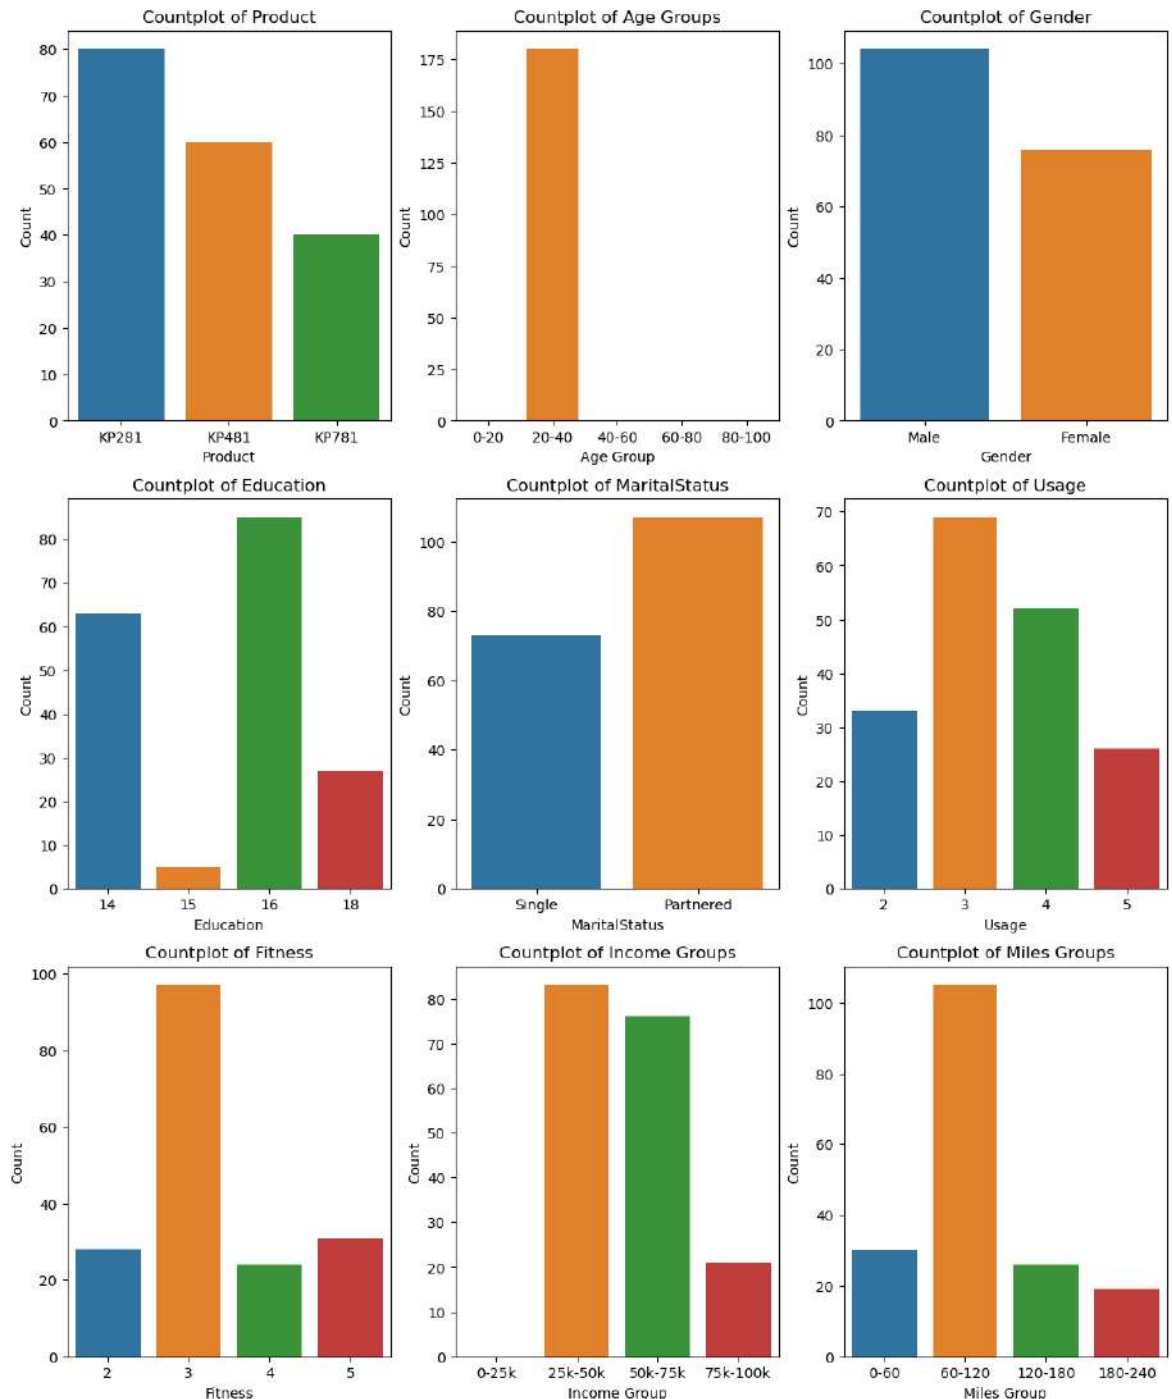 Countplot of Product
80
70
60
50
40
30
20
10
0
Count
KP281 KP481 KP781
Product
Countplot of Age Groups
175
150
125
100
75
50
25
0
Count
0-20 20-40 40-60 60-80 80-100
Age Group
Countplot of Gender
100
80
60
40
20
0
Count
Male Female
Gender
Countplot of Education
80
70
60
50
40
30
20
10
0
Count
14 15 16 18
Education
Countplot of MaritalStatus
100
80
60
40
20
0
Count
Single Partnered
MaritalStatus
Countplot of Usage
70
60
50
40
30
20
10
0
Count
2 3 4 5
Usage
Countplot of Fitness
100
80
60
40
20
0
Count
2 3 4 5
Fitness
Countplot of Income Groups
80
70
60
50
40
30
20
10
0
Count
0-25k 25k-50k 50k-75k 75k-100k
Income Group
Countplot of Miles Groups
100
80
60
40
20
0
Count
0-60 60-120 120-180 180-240
Miles Group